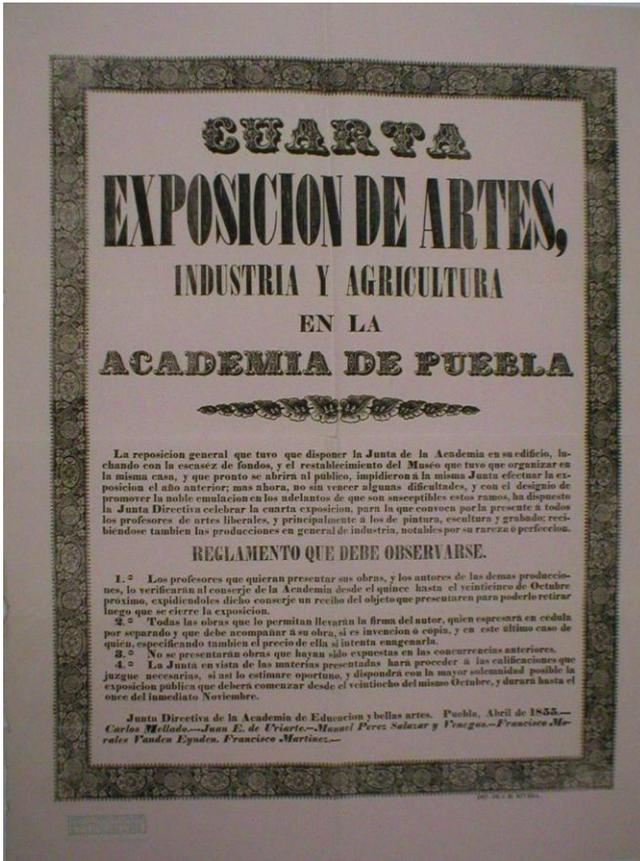 CUARTA
EXPOSICION DE ARTES,
INDUSTRIA Y AGRICULTURA
EN LA
ACADEMIA DE PUEBLA
La reposicion general que tuvo que disponer la Junta de la Academia en su edificio, lu-
chando con la escaséz de fondos, y el restablecimiento del Muséo que tuvo que organizar en
la misma casa, y que pronto se abrirá al público, impidieron á la misma Junta efectuar la ex-
posicion el año anterior; mas ahora, no sin vencer algunas dificultades, y con el designio de
promover la noble emulacion en los adelantos de que son susceptibles estos ramos, ha dispuesto
la Junta Directiva celebrar la cuarta exposicion, para la que convoca por la presente á todos
los profesores de artes liberales, y principalmente á los de pintura, escultura y grabado; reci-
biéndose tambien las producciones en general de industria, notables por su rareza ó perfeccion.
REGLAMENTO QUE DEBE OBSERVARSE.
1.º Los profesores que quieran presentar sus obras, y los autores de las demas produccio-
nes, lo verificarán al conserje de la Academia desde el quince hasta el veinticinco de Octubre
próximo, expidiendoles dicho conserje un recibo del objeto que presentaren para poderlo retirar
luego que se cierre la exposicion.
2.º Todas las obras que lo permitan llevarán la firma del autor, quien espresará en cedula
por separado y que debe acompañar á su obra, si es invencion ó copia, y en este último caso de
quién, especificando tambien el precio de ella si intenta enagenarla.
3.º No se presentarán obras que hayan sido expuestas en las concurrencias anteriores.
4.º La Junta en vista de las materias presentadas hará proceder á las calificaciones que
juzgue necesarias, si asi lo estimare oportuno, y dispondrá con la mayor solemnidad posible la
exposicion pública que deberá comenzar desde el veintiocho del mismo Octubre, y durará hasta el
once del inmediato Noviembre.
Junta Directiva de la Academia de Educacion y bellas artes. Puebla, Abril de 1855.—
Carlos Mellado.—Juan E. de Uriarte.—Manuel Perez Salazar y Venegas.—Francisco Mo-
rales Vanden Eynden. Francisco Martinez.—
IMP. DE J. M. RIVERA.